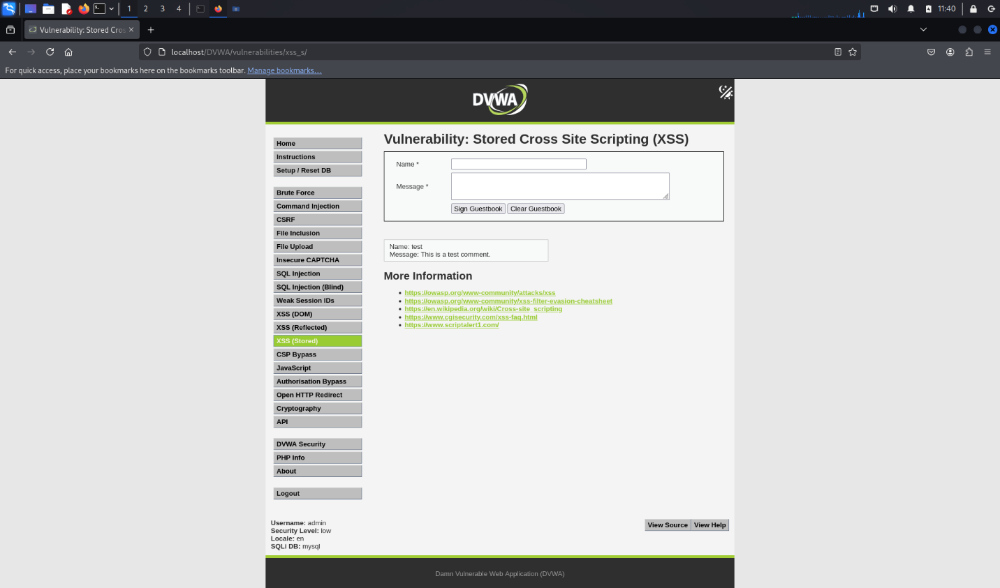 1 2 3 4 11:40
Vulnerability: Stored Cros
localhost/DVWA/vulnerabilities/xss_s/
For quick access, place your bookmarks here on the bookmarks toolbar. Manage bookmarks…
DVWA
Home
Instructions
Setup / Reset DB
Brute Force
Command Injection
CSRF
File Inclusion
File Upload
Insecure CAPTCHA
SQL Injection
SQL Injection (Blind)
Weak Session IDs
XSS (DOM)
XSS (Reflected)
XSS (Stored)
CSP Bypass
JavaScript
Authorisation Bypass
Open HTTP Redirect
Cryptography
API
DVWA Security
PHP Info
About
Logout
Vulnerability: Stored Cross Site Scripting (XSS)
Name *
Message *
Sign Guestbook Clear Guestbook
Name: test
Message: This is a test comment.
More Information
https://owasp.org/www-community/attacks/xss
https://owasp.org/www-community/xss-filter-evasion-cheatsheet
https://en.wikipedia.org/wiki/Cross-site_scripting
https://www.cgisecurity.com/xss-faq.html
https://www.scriptalert1.com/
Username: admin
Security Level: low
Locale: en
SQLi DB: mysql
View Source View Help
Damn Vulnerable Web Application (DVWA)